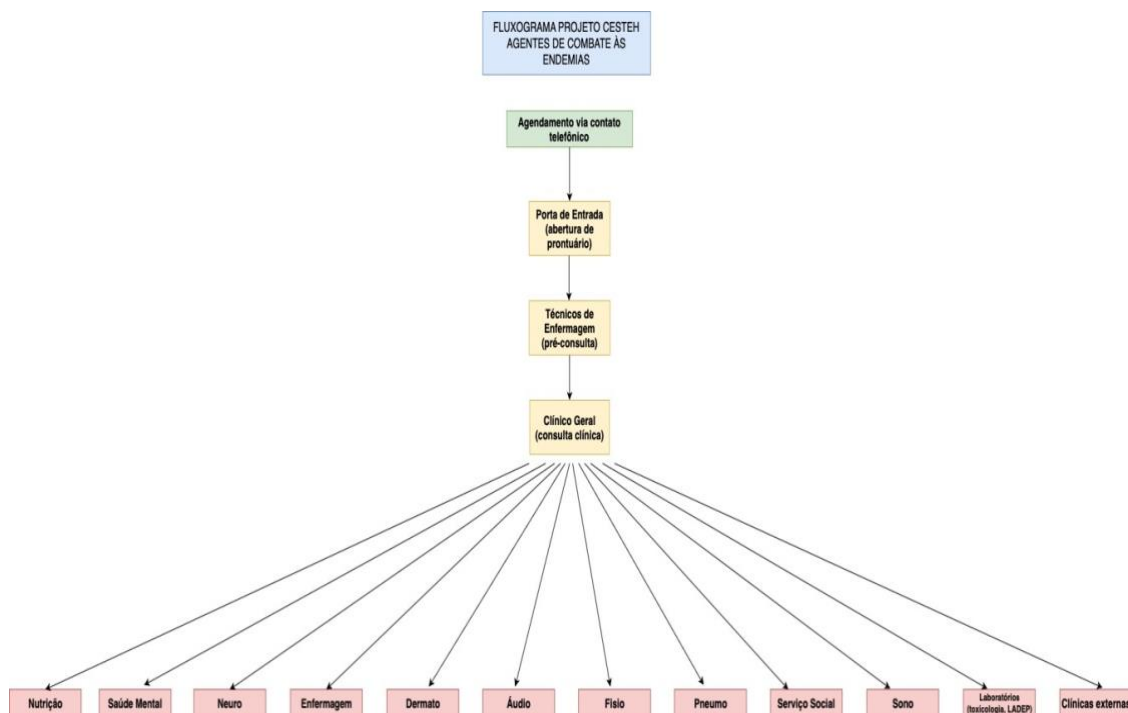 FLUXOGRAMA PROJETO CESTEH
AGENTES DE COMBATE ÀS
ENDEMIAS
Agendamento via contato
telefônico
Porta de Entrada
(abertura de
prontuário)
Técnicos de
Enfermagem
(pré-consulta)
Clínico Geral
(consulta clínica)
Nutrição
Saúde Mental
Neuro
Enfermagem
Dermato
Áudio
Fisio
Pneumo
Serviço Social
Sono
Laboratórios
(toxicologia, LADEP)
Clínicas externas